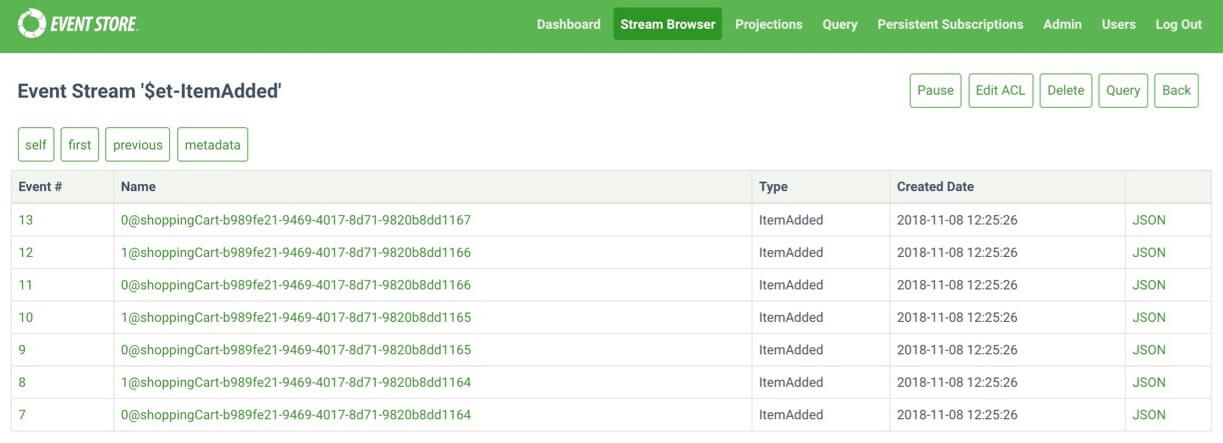 EVENT STORE Dashboard Stream Browser Projections Query Persistent Subscriptions Admin Users Log Out
Event Stream '$et-ItemAdded' Pause Edit ACL Delete Query Back
self first previous metadata
Event # Name Type Created Date
13 0@shoppingCart-b989fe21-9469-4017-8d71-9820b8dd1167 ItemAdded 2018-11-08 12:25:26 JSON
12 1@shoppingCart-b989fe21-9469-4017-8d71-9820b8dd1166 ItemAdded 2018-11-08 12:25:26 JSON
11 0@shoppingCart-b989fe21-9469-4017-8d71-9820b8dd1166 ItemAdded 2018-11-08 12:25:26 JSON
10 1@shoppingCart-b989fe21-9469-4017-8d71-9820b8dd1165 ItemAdded 2018-11-08 12:25:26 JSON
9 0@shoppingCart-b989fe21-9469-4017-8d71-9820b8dd1165 ItemAdded 2018-11-08 12:25:26 JSON
8 1@shoppingCart-b989fe21-9469-4017-8d71-9820b8dd1164 ItemAdded 2018-11-08 12:25:26 JSON
7 0@shoppingCart-b989fe21-9469-4017-8d71-9820b8dd1164 ItemAdded 2018-11-08 12:25:26 JSON